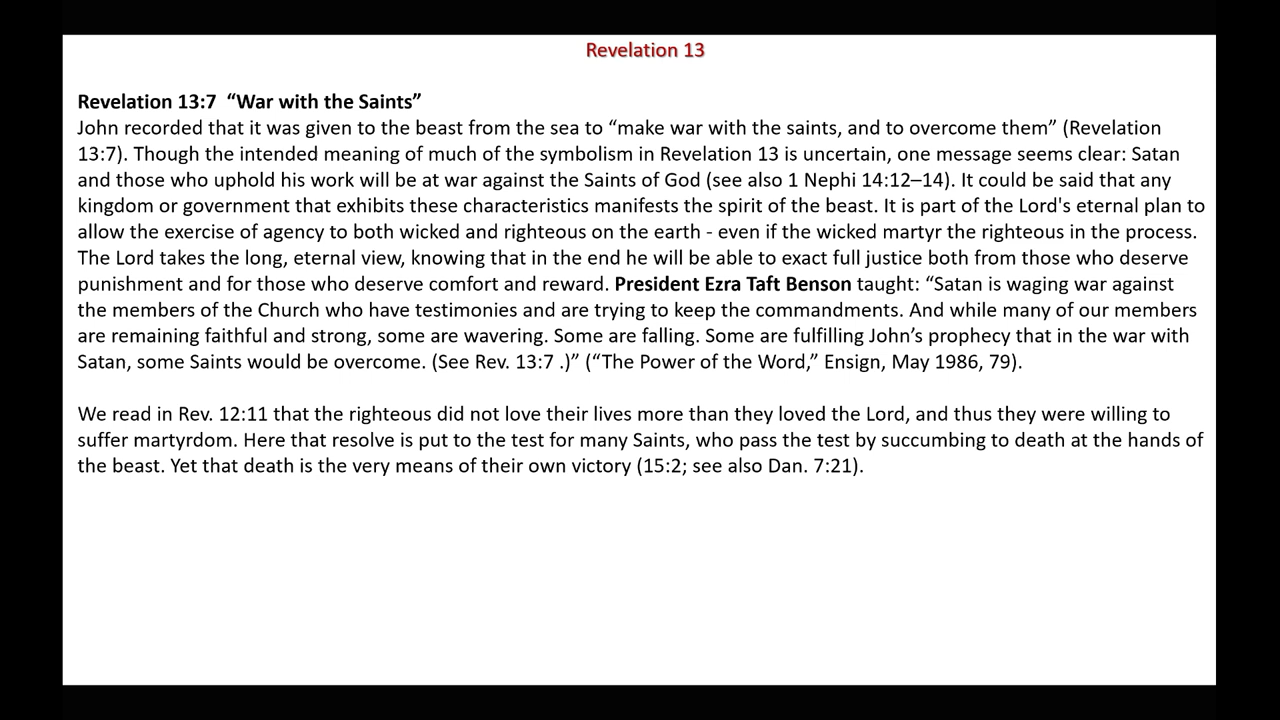 Revelation 13
Revelation 13:7  “War with the Saints”
John recorded that it was given to the beast from the sea to “make war with the saints, and to overcome them” (Revelation
13:7). Though the intended meaning of much of the symbolism in Revelation 13 is uncertain, one message seems clear: Satan
and those who uphold his work will be at war against the Saints of God (see also 1 Nephi 14:12–14). It could be said that any
kingdom or government that exhibits these characteristics manifests the spirit of the beast. It is part of the Lord's eternal plan to
allow the exercise of agency to both wicked and righteous on the earth - even if the wicked martyr the righteous in the process.
The Lord takes the long, eternal view, knowing that in the end he will be able to exact full justice both from those who deserve
punishment and for those who deserve comfort and reward. President Ezra Taft Benson taught: “Satan is waging war against
the members of the Church who have testimonies and are trying to keep the commandments. And while many of our members
are remaining faithful and strong, some are wavering. Some are falling. Some are fulfilling John’s prophecy that in the war with
Satan, some Saints would be overcome. (See Rev. 13:7 .)” (“The Power of the Word,” Ensign, May 1986, 79).
We read in Rev. 12:11 that the righteous did not love their lives more than they loved the Lord, and thus they were willing to
suffer martyrdom. Here that resolve is put to the test for many Saints, who pass the test by succumbing to death at the hands of
the beast. Yet that death is the very means of their own victory (15:2; see also Dan. 7:21).